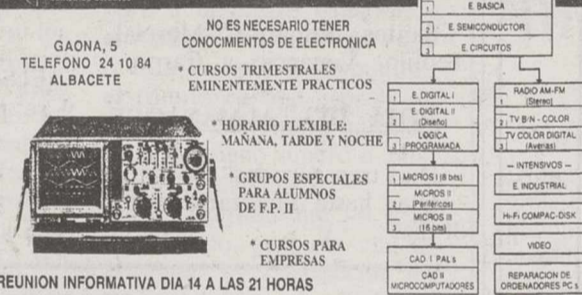 NO ES NECESARIO TENER
CONOCIMIENTOS DE ELECTRONICA
GAONA, 5
TELEFONO 24 10 84
ALBACETE
* CURSOS TRIMESTRALES
EMINENTEMENTE PRACTICOS
* HORARIO FLEXIBLE:
MAÑANA, TARDE Y NOCHE
* GRUPOS ESPECIALES
PARA ALUMNOS
DE F.P. II
* CURSOS PARA
EMPRESAS
REUNION INFORMATIVA DIA 14 A LAS 21 HORAS
1 E. BASICA
2 E. SEMICONDUCTOR
3 E. CIRCUITOS
1 E. DIGITAL I
2 E. DIGITAL II
(Diseño)
3 LOGICA
PROGRAMADA
1 MICROS I (8 bits)
2 MICROS II
(Periféricos)
3 MICROS III
(16 bits)
CAD I PAL s
CAD II
MICROCOMPUTADORES
1 RADIO AM-FM
(Stereo)
2 TV B/N - COLOR
3 TV COLOR DIGITAL
(Averias)
— INTENSIVOS —
E. INDUSTRIAL
Hi-Fi COMPAC-DISK
VIDEO
REPARACION DE
ORDENADORES PC s